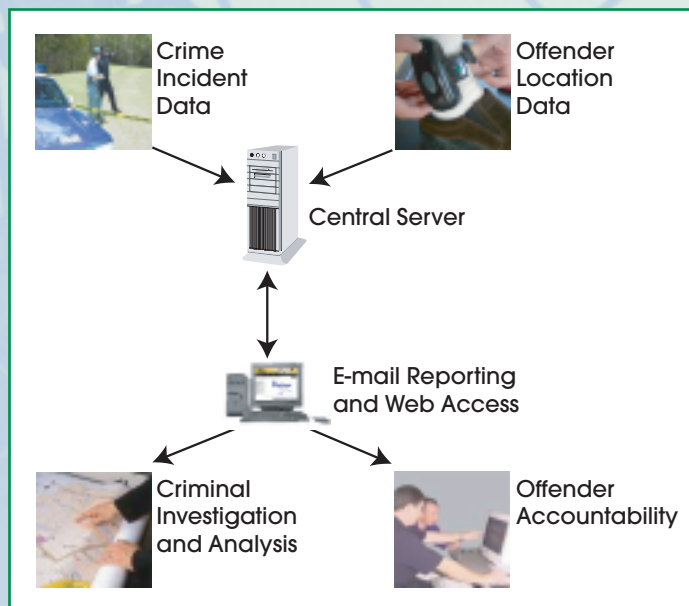 Crime
Incident
Data
Offender
Location
Data
Central Server
E-mail Reporting
and Web Access
Criminal
Investigation
and Analysis
Offender
Accountability